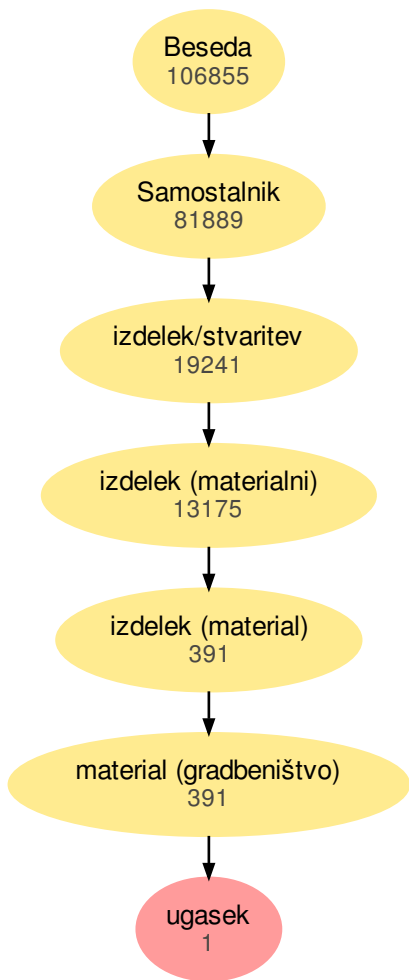 Beseda
106855
Samostalnik
81889
izdelek/stvaritev
19241
izdelek (materialni)
13175
izdelek (material)
391
material (gradbeništvo)
391
ugasek
1